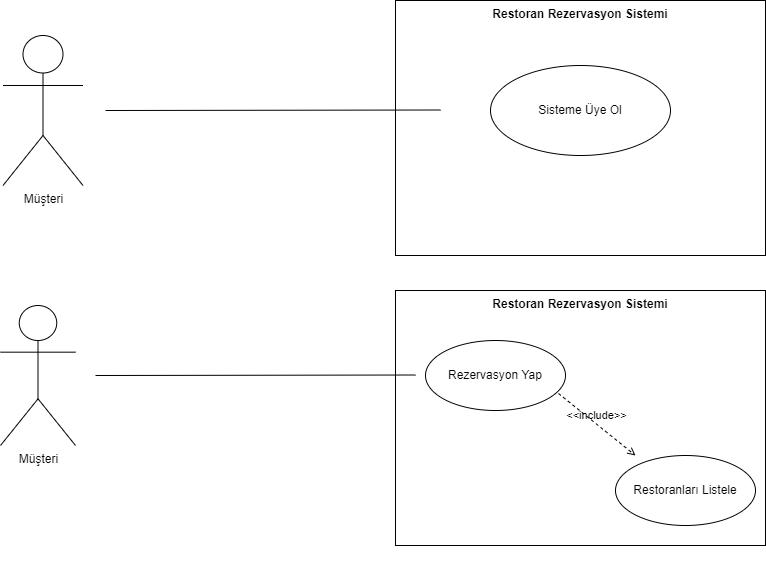 Restoran Rezervasyon Sistemi
Sisteme Üye Ol
Müşteri
Restoran Rezervasyon Sistemi
Rezervasyon Yap
<<include>>
Müşteri
Restoranları Listele